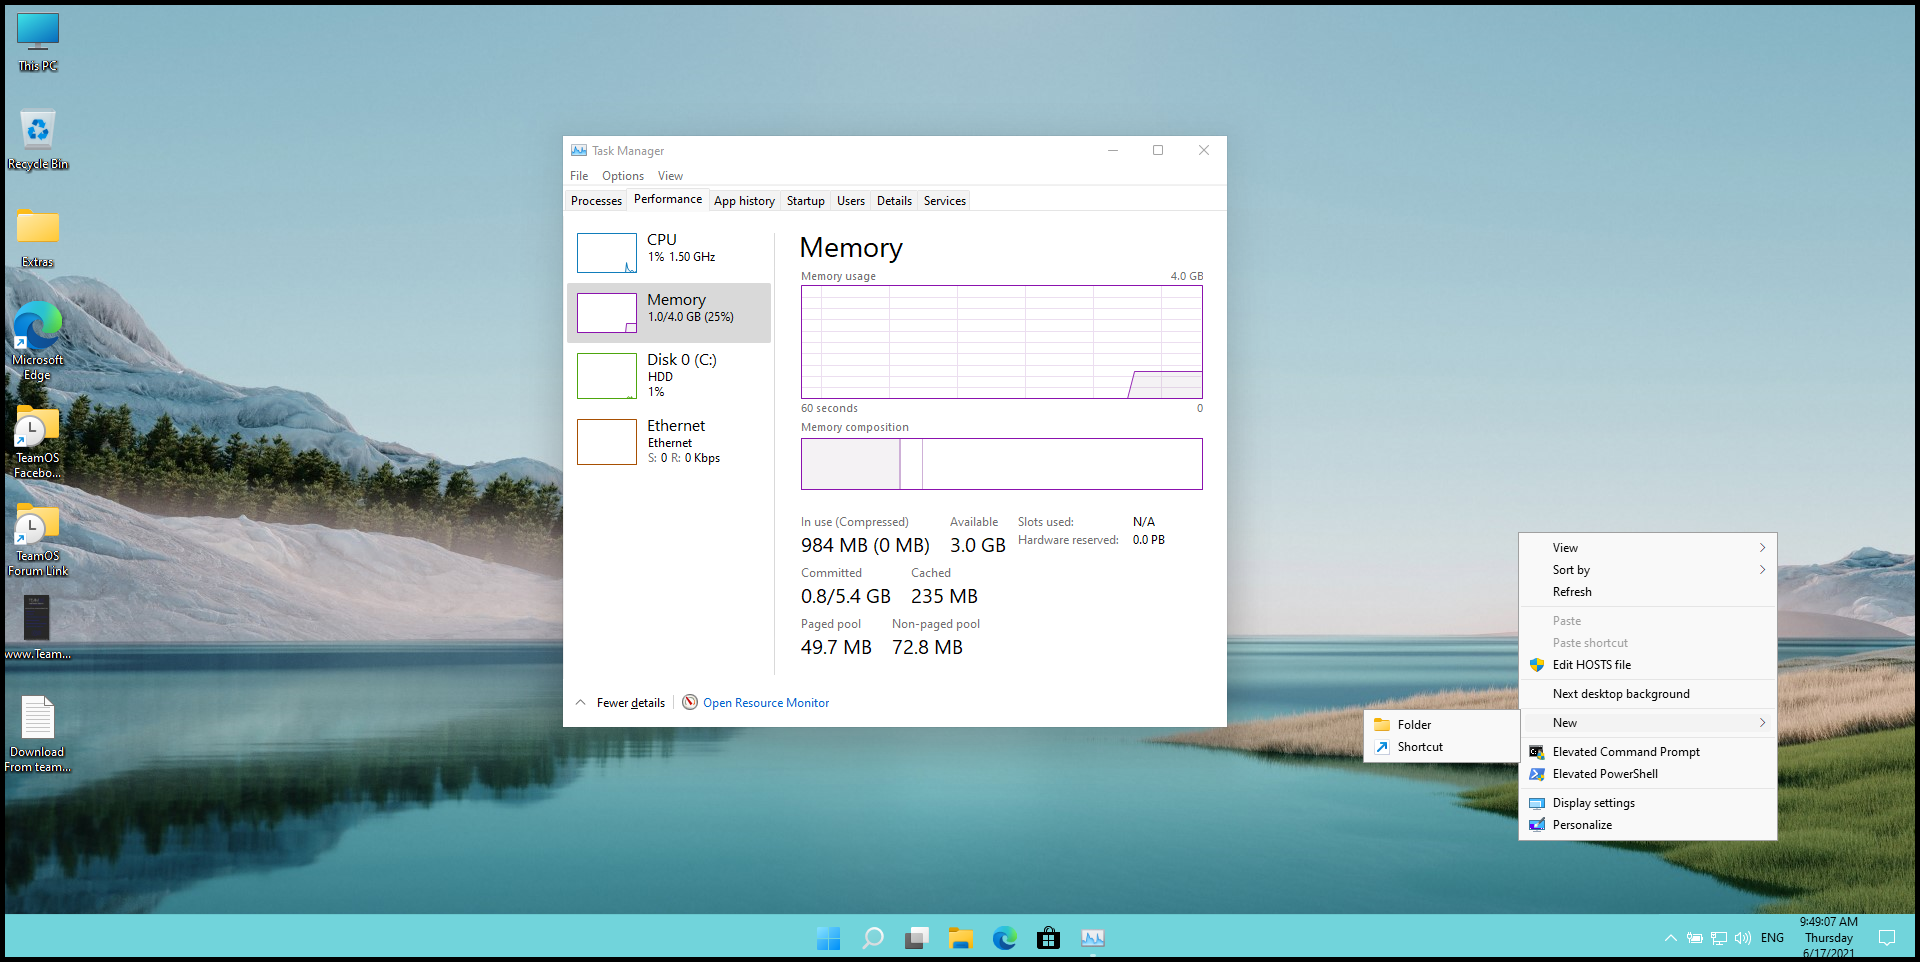 This PC
Recycle Bin
Extras
Microsoft
Edge
TeamOS
Facebo...
TeamOS
Forum Link
www.Team...
Download
From team...
Task Manager
File Options View
Processes Performance App history Startup Users Details Services
CPU
1% 1.50 GHz
Memory
1.0/4.0 GB (25%)
Disk 0 (C:)
HDD
1%
Ethernet
Ethernet
S: 0 R: 0 Kbps
Memory
Memory usage 4.0 GB
60 seconds 0
Memory composition
In use (Compressed) Available Slots used: N/A
984 MB (0 MB) 3.0 GB Hardware reserved: 0.0 PB
Committed Cached
0.8/5.4 GB 235 MB
Paged pool Non-paged pool
49.7 MB 72.8 MB
Fewer details Open Resource Monitor
View
Sort by
Refresh
Paste
Paste shortcut
Edit HOSTS file
Next desktop background
New
Folder
Shortcut
Elevated Command Prompt
Elevated PowerShell
Display settings
Personalize
ENG
9:49:07 AM
Thursday
6/17/2021